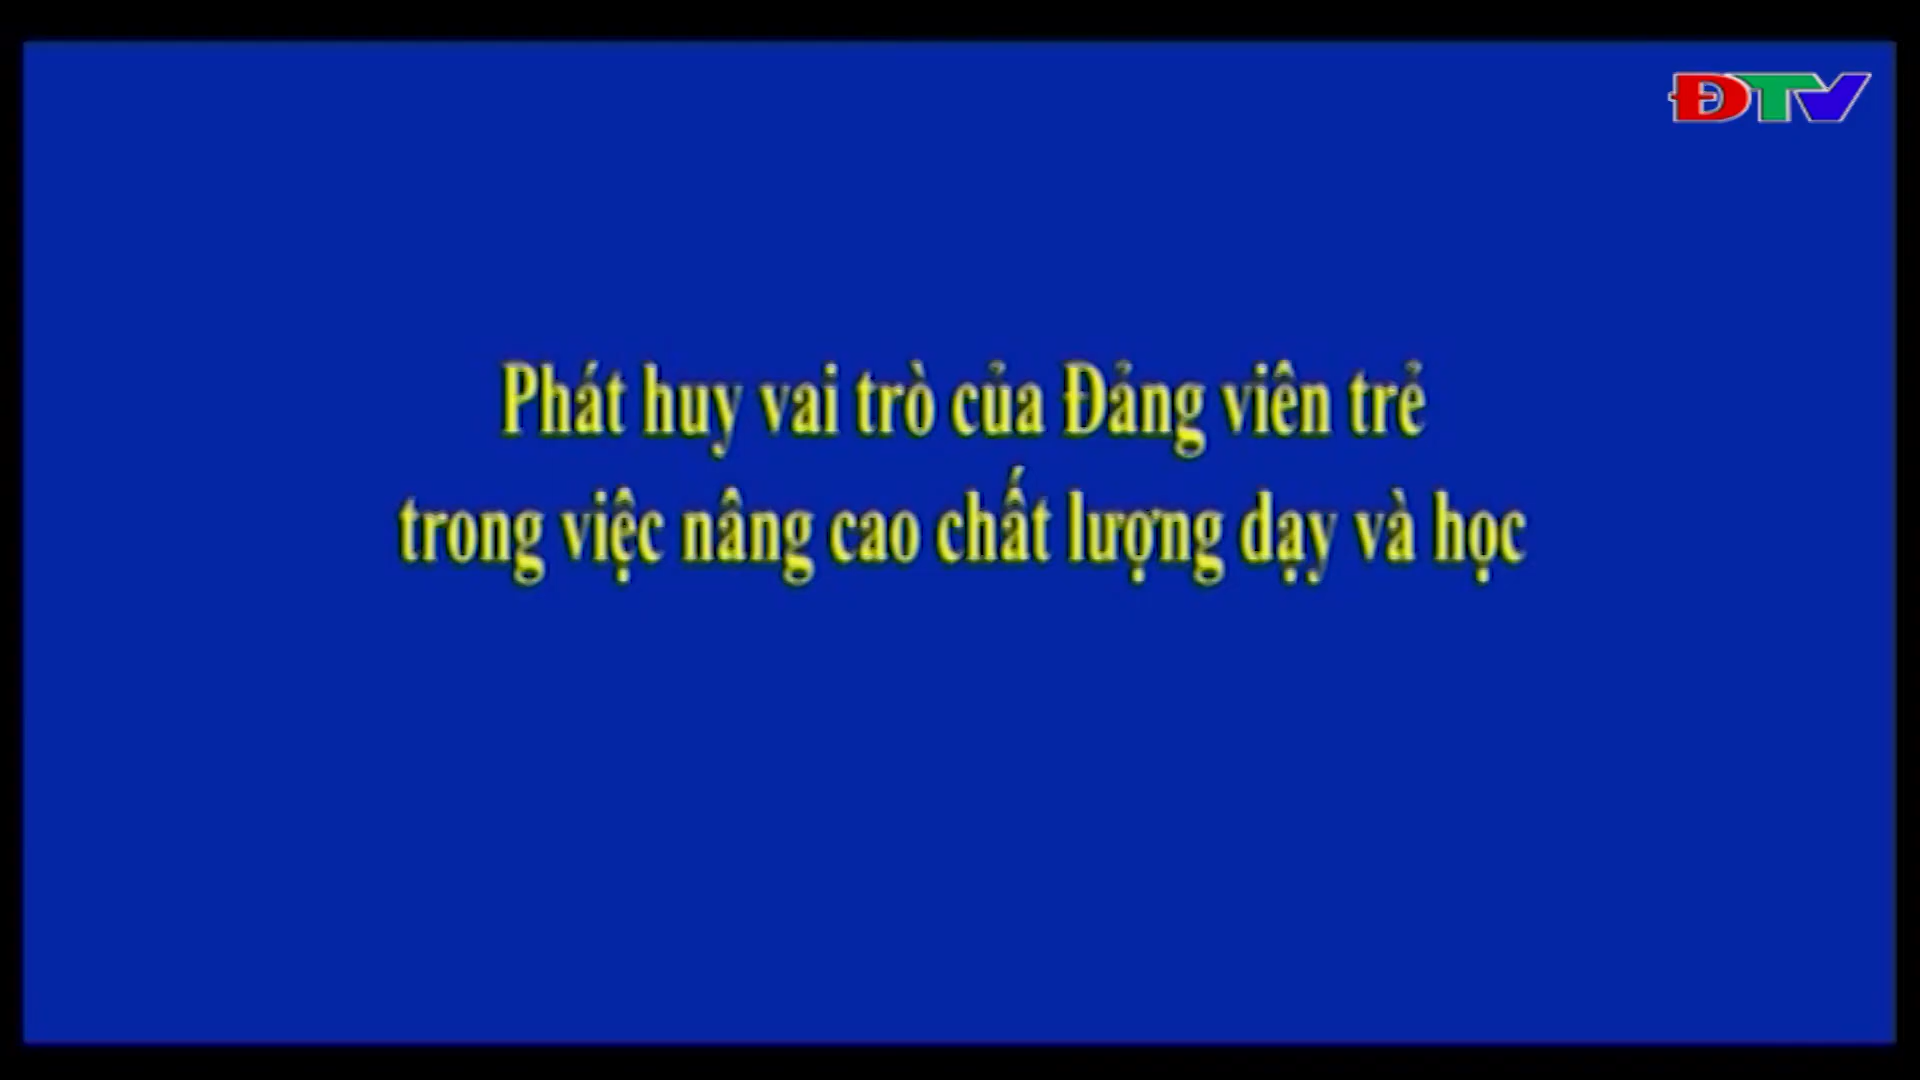 ĐTV
Phát huy vai trò của Đảng viên trẻ
trong việc nâng cao chất lượng dạy và học